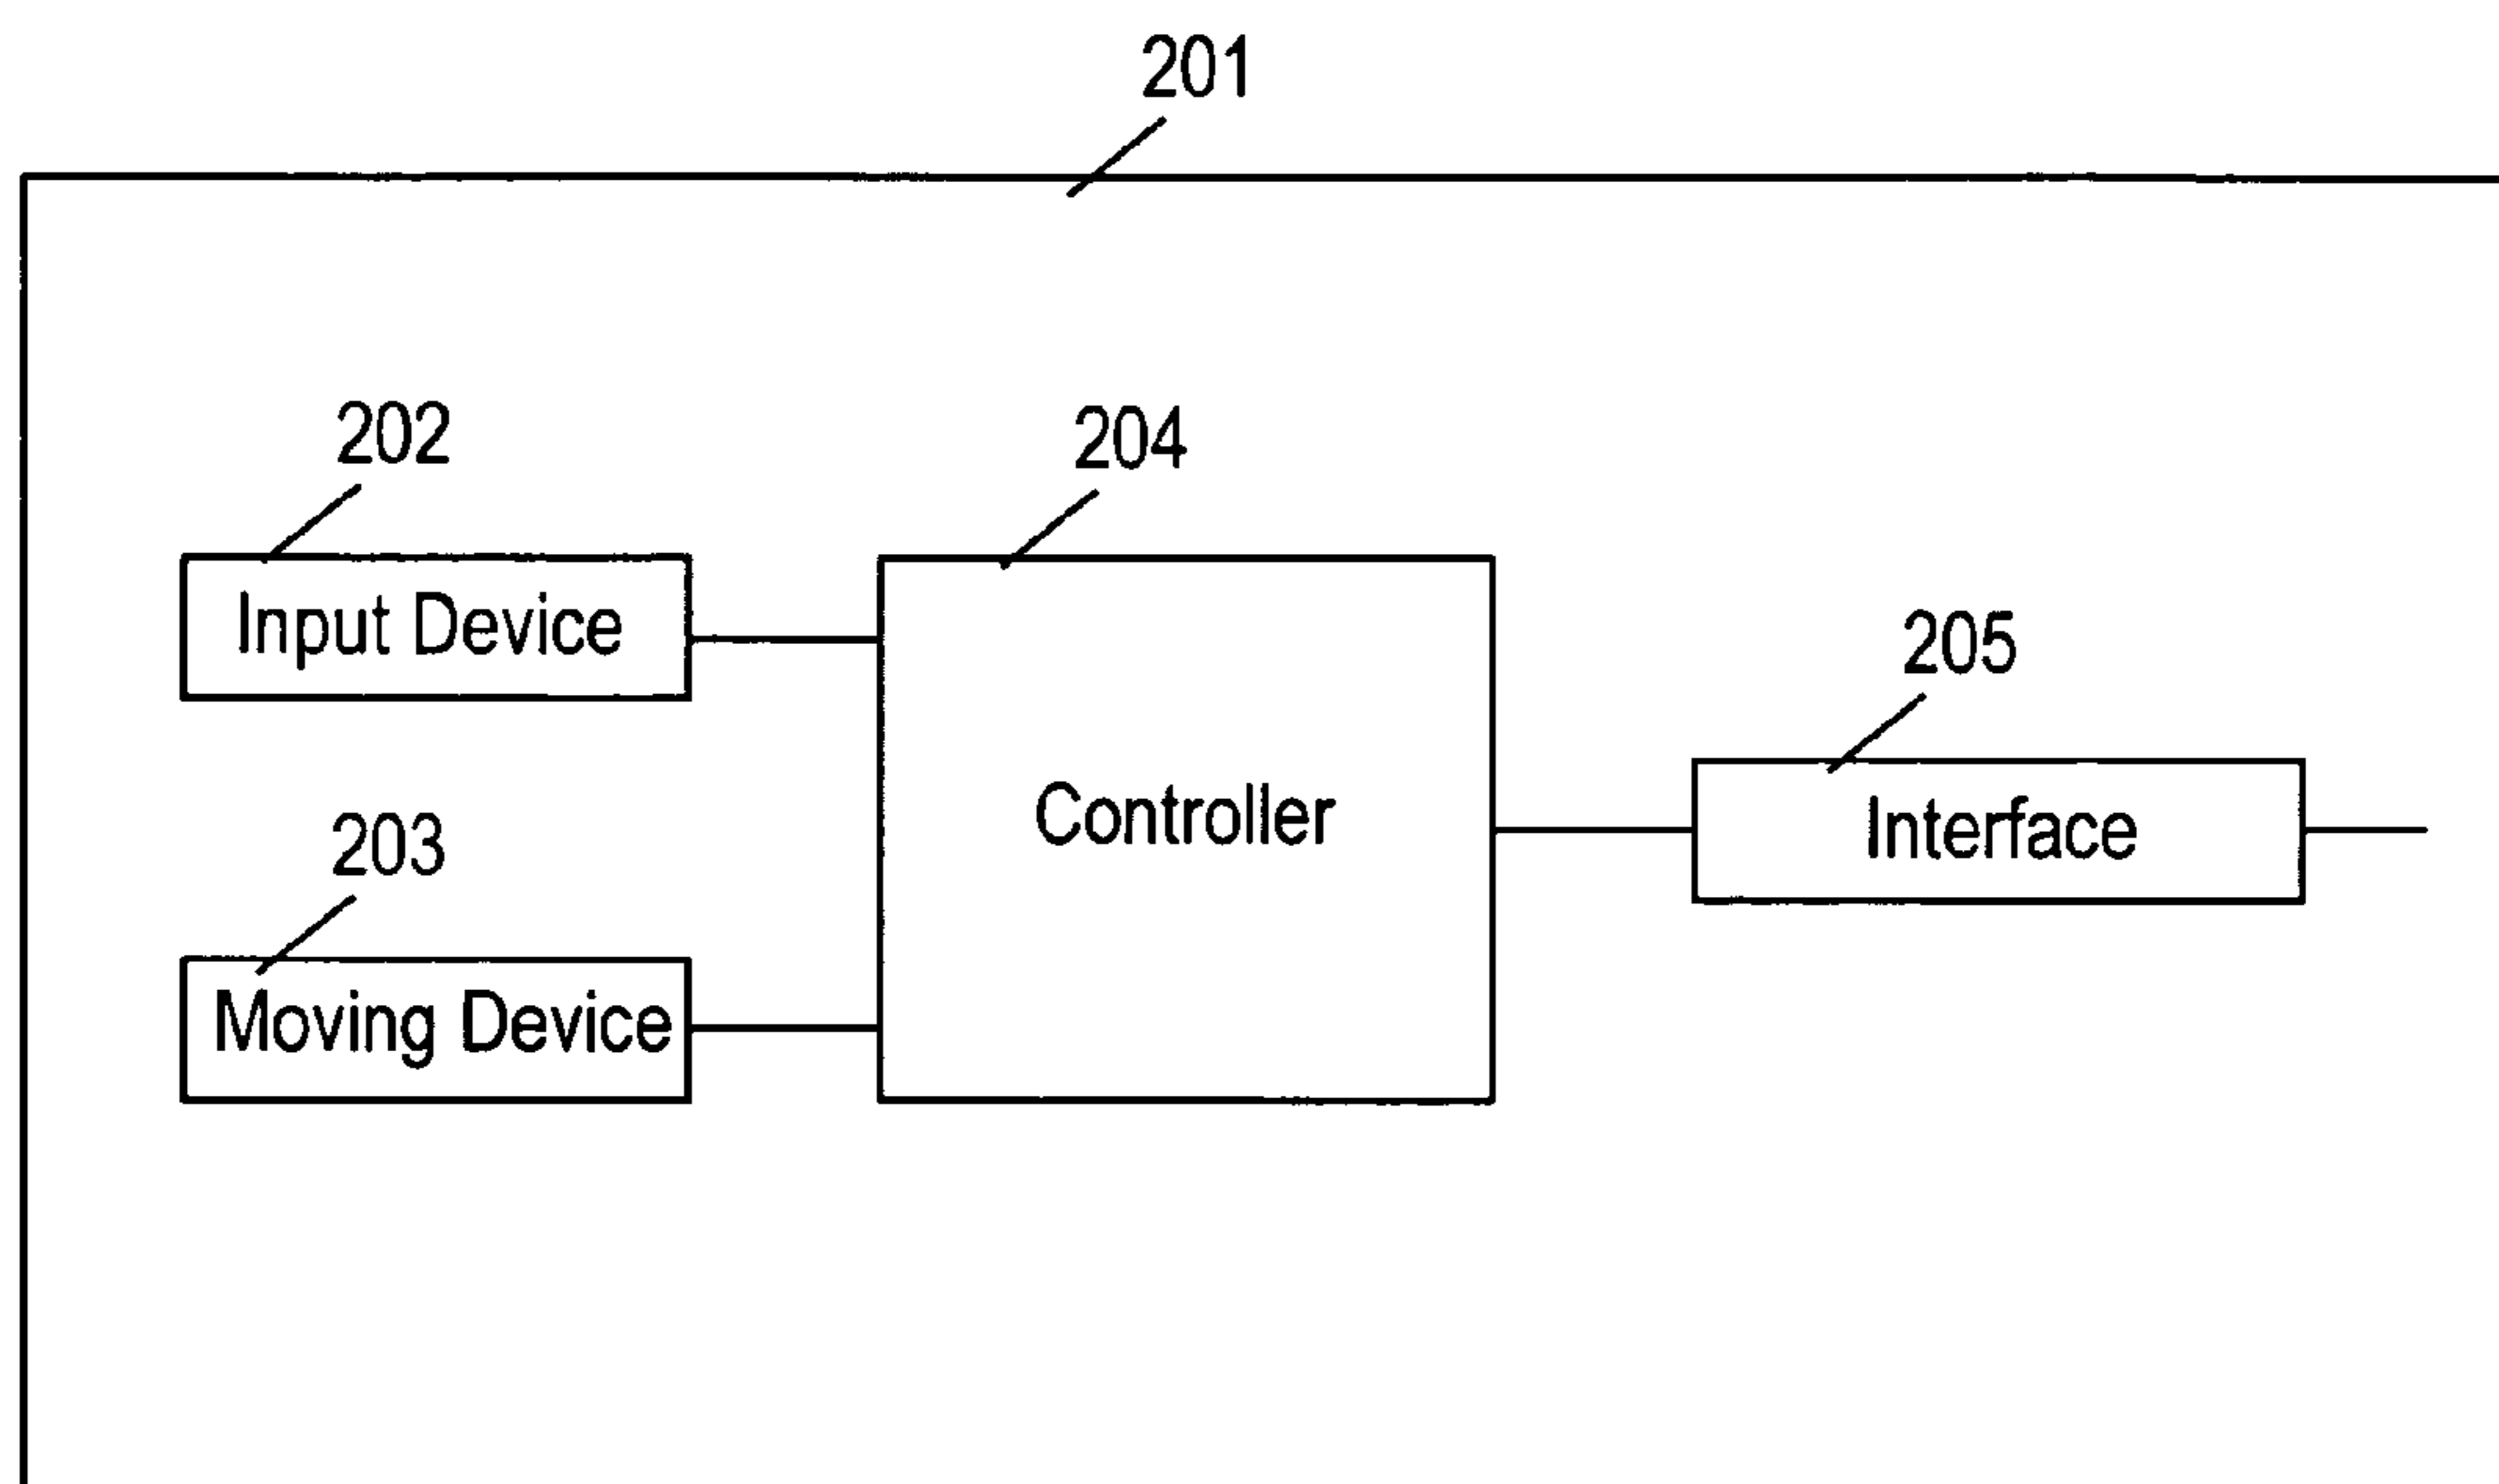 201
202
204
Input Device
205
Controller
Interface
203
Moving Device